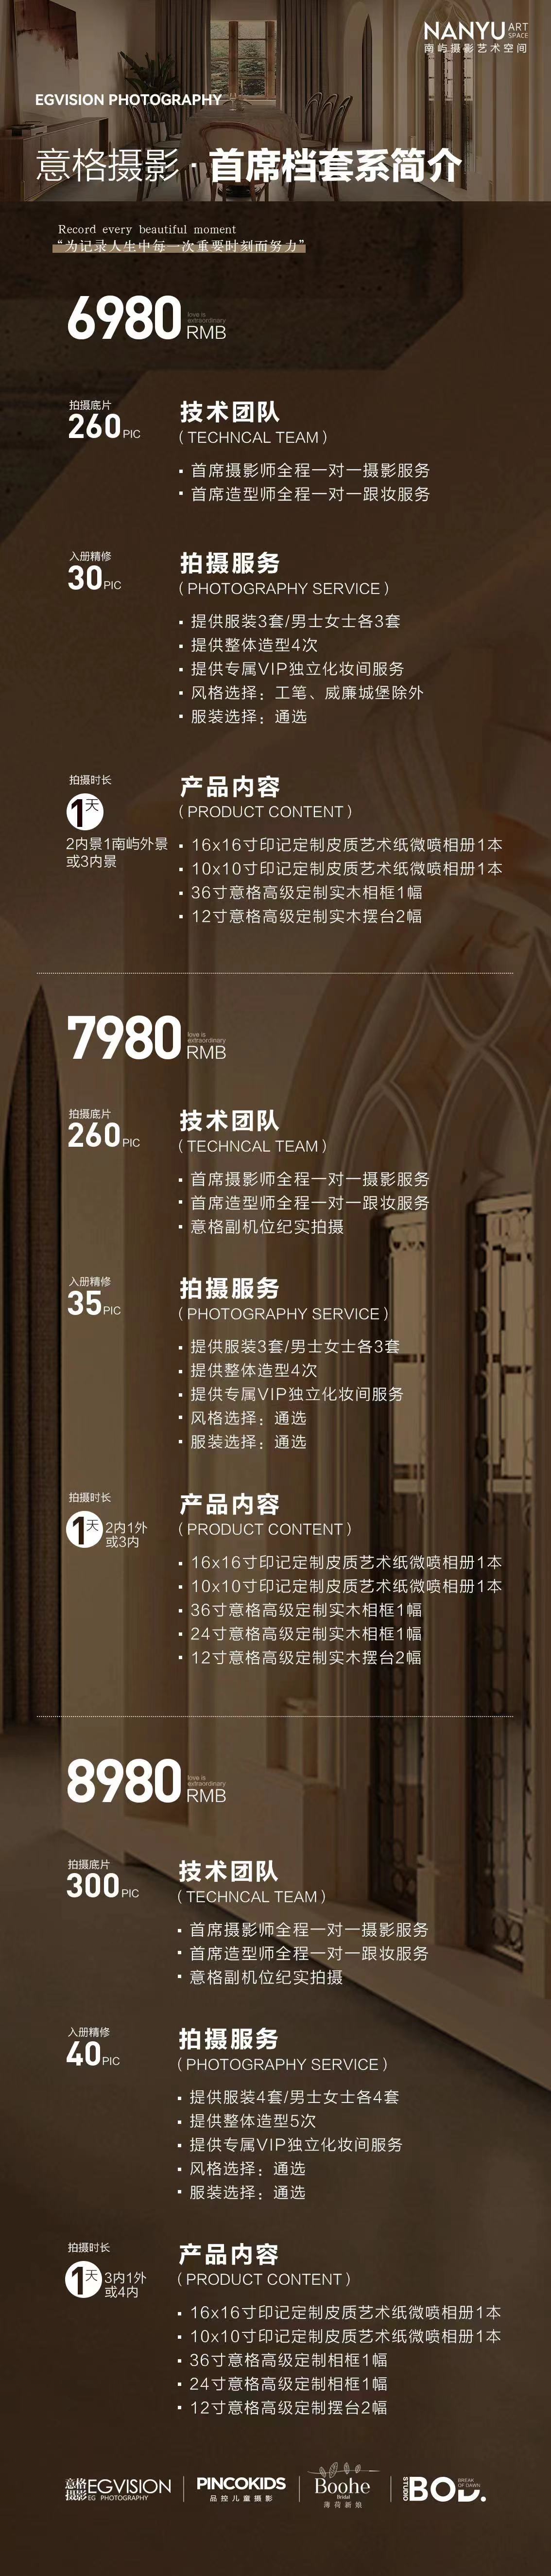 NANYU ART SPACE
南屿摄影艺术空间
EGVISION PHOTOGRAPHY
意格摄影·首席档套系简介
Record every beautiful moment
“为记录人生中每一次重要时刻而努力”
6980 RMB
love is
extraordinary
拍摄底片
260 PIC
技术团队
(TECHNCAL TEAM)
首席摄影师全程一对一摄影服务
首席造型师全程一对一跟妆服务
入册精修
30 PIC
拍摄服务
(PHOTOGRAPHY SERVICE)
提供服装3套/男士女士各3套
提供整体造型4次
提供专属VIP独立化妆间服务
风格选择：工笔、威廉城堡除外
服装选择：通选
拍摄时长
1天
2内景1南屿外景
或3内景
产品内容
(PRODUCT CONTENT)
16x16寸印记定制皮质艺术纸微喷相册1本
10x10寸印记定制皮质艺术纸微喷相册1本
36寸意格高级定制实木相框1幅
12寸意格高级定制实木摆台2幅
7980 RMB
love is
extraordinary
拍摄底片
260 PIC
技术团队
(TECHNCAL TEAM)
首席摄影师全程一对一摄影服务
首席造型师全程一对一跟妆服务
意格副机位纪实拍摄
入册精修
35 PIC
拍摄服务
(PHOTOGRAPHY SERVICE)
提供服装3套/男士女士各3套
提供整体造型4次
提供专属VIP独立化妆间服务
风格选择：通选
服装选择：通选
拍摄时长
1天
2内1外
或3内
产品内容
(PRODUCT CONTENT)
16x16寸印记定制皮质艺术纸微喷相册1本
10x10寸印记定制皮质艺术纸微喷相册1本
36寸意格高级定制实木相框1幅
24寸意格高级定制实木相框1幅
12寸意格高级定制实木摆台2幅
8980 RMB
love is
extraordinary
拍摄底片
300 PIC
技术团队
(TECHNCAL TEAM)
首席摄影师全程一对一摄影服务
首席造型师全程一对一跟妆服务
意格副机位纪实拍摄
入册精修
40 PIC
拍摄服务
(PHOTOGRAPHY SERVICE)
提供服装4套/男士女士各4套
提供整体造型5次
提供专属VIP独立化妆间服务
风格选择：通选
服装选择：通选
拍摄时长
1天
3内1外
或4内
产品内容
(PRODUCT CONTENT)
16x16寸印记定制皮质艺术纸微喷相册1本
10x10寸印记定制皮质艺术纸微喷相册1本
36寸意格高级定制相框1幅
24寸意格高级定制相框1幅
12寸意格高级定制摆台2幅
意格摄影 EGVISION
EG PHOTOGRAPHY
PINCOKIDS
品控儿童摄影
Boohe
Bridal
薄荷新娘
STUDIO BOD.
BREAK
OF DAWN